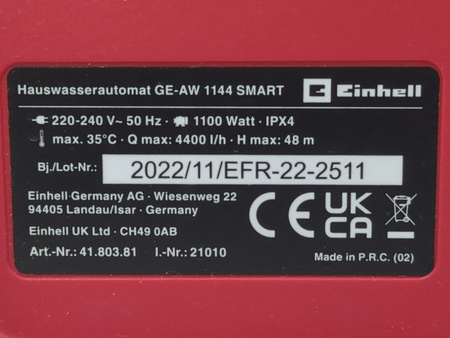 Hauswasserautomat GE-AW 1144 SMART Einhell
220-240 V~ 50 Hz · 1100 Watt · IPX4
max. 35°C · Q max: 4400 l/h · H max: 48 m
Bj./Lot-Nr.: 2022/11/EFR-22-2511
Einhell Germany AG · Wiesenweg 22
94405 Landau/Isar · Germany
Einhell UK Ltd · CH49 0AB
CE UK CA
Art.-Nr.: 41.803.81 I.-Nr.: 21010 Made in P.R.C. (02)